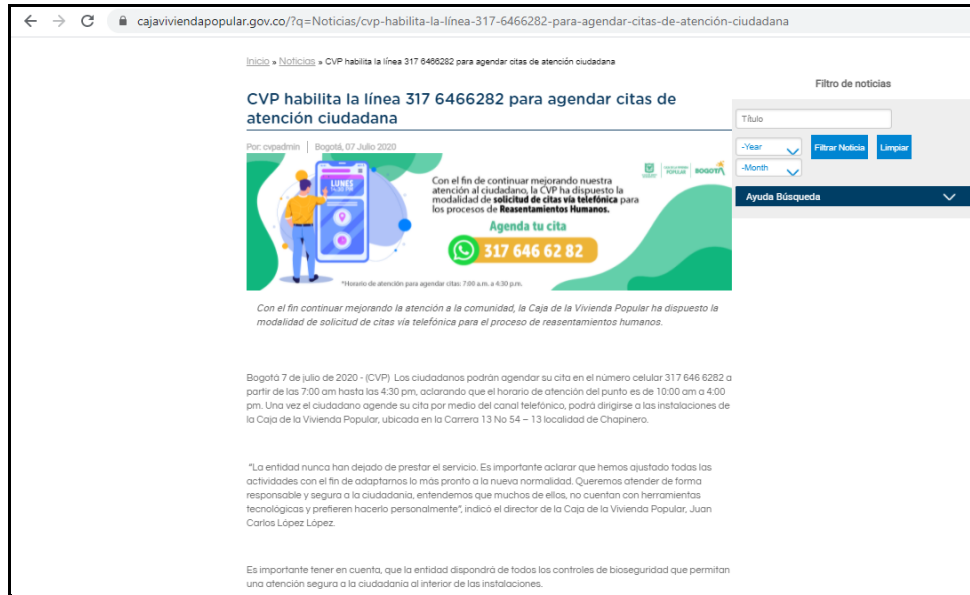 cajaviviendapopular.gov.co/?q=Noticias/cvp-habilita-la-línea-317-6466282-para-agendar-citas-de-atención-ciudadana
Inicio » Noticias » CVP habilita la línea 317 6466282 para agendar citas de atención ciudadana
CVP habilita la línea 317 6466282 para agendar citas de
atención ciudadana
Por: cvpadmin | Bogotá, 07 Julio 2020
LUNES
4:30 PM
Con el fin de continuar mejorando nuestra
atención al ciudadano, la CVP ha dispuesto la
modalidad de solicitud de citas vía telefónica para
los procesos de Reasentamientos Humanos.
Agenda tu cita
317 646 62 82
*Horario de atención para agendar citas: 7:00 a.m. a 4:30 p.m.
POPULAR
BOGOTÁ
Con el fin continuar mejorando la atención a la comunidad, la Caja de la Vivienda Popular ha dispuesto la
modalidad de solicitud de citas vía telefónica para el proceso de reasentamientos humanos.
Bogotá 7 de julio de 2020 - (CVP) Los ciudadanos podrán agendar su cita en el número celular 317 646 6282 a
partir de las 7:00 am hasta las 4:30 pm, aclarando que el horario de atención del punto es de 10:00 am a 4:00
pm. Una vez el ciudadano agende su cita por medio del canal telefónico, podrá dirigirse a las instalaciones de
la Caja de la Vivienda Popular, ubicada en la Carrera 13 No 54 – 13 localidad de Chapinero.
"La entidad nunca han dejado de prestar el servicio. Es importante aclarar que hemos ajustado todas las
actividades con el fin de adaptarnos lo más pronto a la nueva normalidad. Queremos atender de forma
responsable y segura a la ciudadanía, entendemos que muchos de ellos, no cuentan con herramientas
tecnológicas y prefieren hacerlo personalmente", indicó el director de la Caja de la Vivienda Popular, Juan
Carlos López López.
Es importante tener en cuenta, que la entidad dispondrá de todos los controles de bioseguridad que permitan
una atención segura a la ciudadanía al interior de las instalaciones.
Filtro de noticias
Título
-Year
Filtrar Noticia
Limpiar
-Month
Ayuda Búsqueda